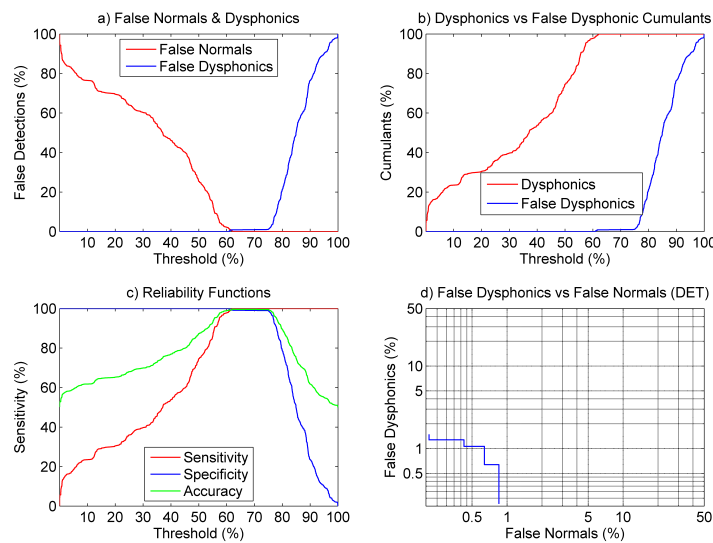 a) False Normals & Dysphonics
False Detections (%)
100
80
60
40
20
0
False Normals
False Dysphonics
10 20 30 40 50 60 70 80 90 100
Threshold (%)
b) Dysphonics vs False Dysphonic Cumulants
Cumulants (%)
100
80
60
40
20
0
Dysphonics
False Dysphonics
10 20 30 40 50 60 70 80 90 100
Threshold (%)
c) Reliability Functions
Sensitivity (%)
100
80
60
40
20
0
Sensitivity
Specificity
Accuracy
10 20 30 40 50 60 70 80 90 100
Threshold (%)
d) False Dysphonics vs False Normals (DET)
False Dysphonics (%)
50
10
5
1
0.5
0.5 1 5 10 50
False Normals (%)